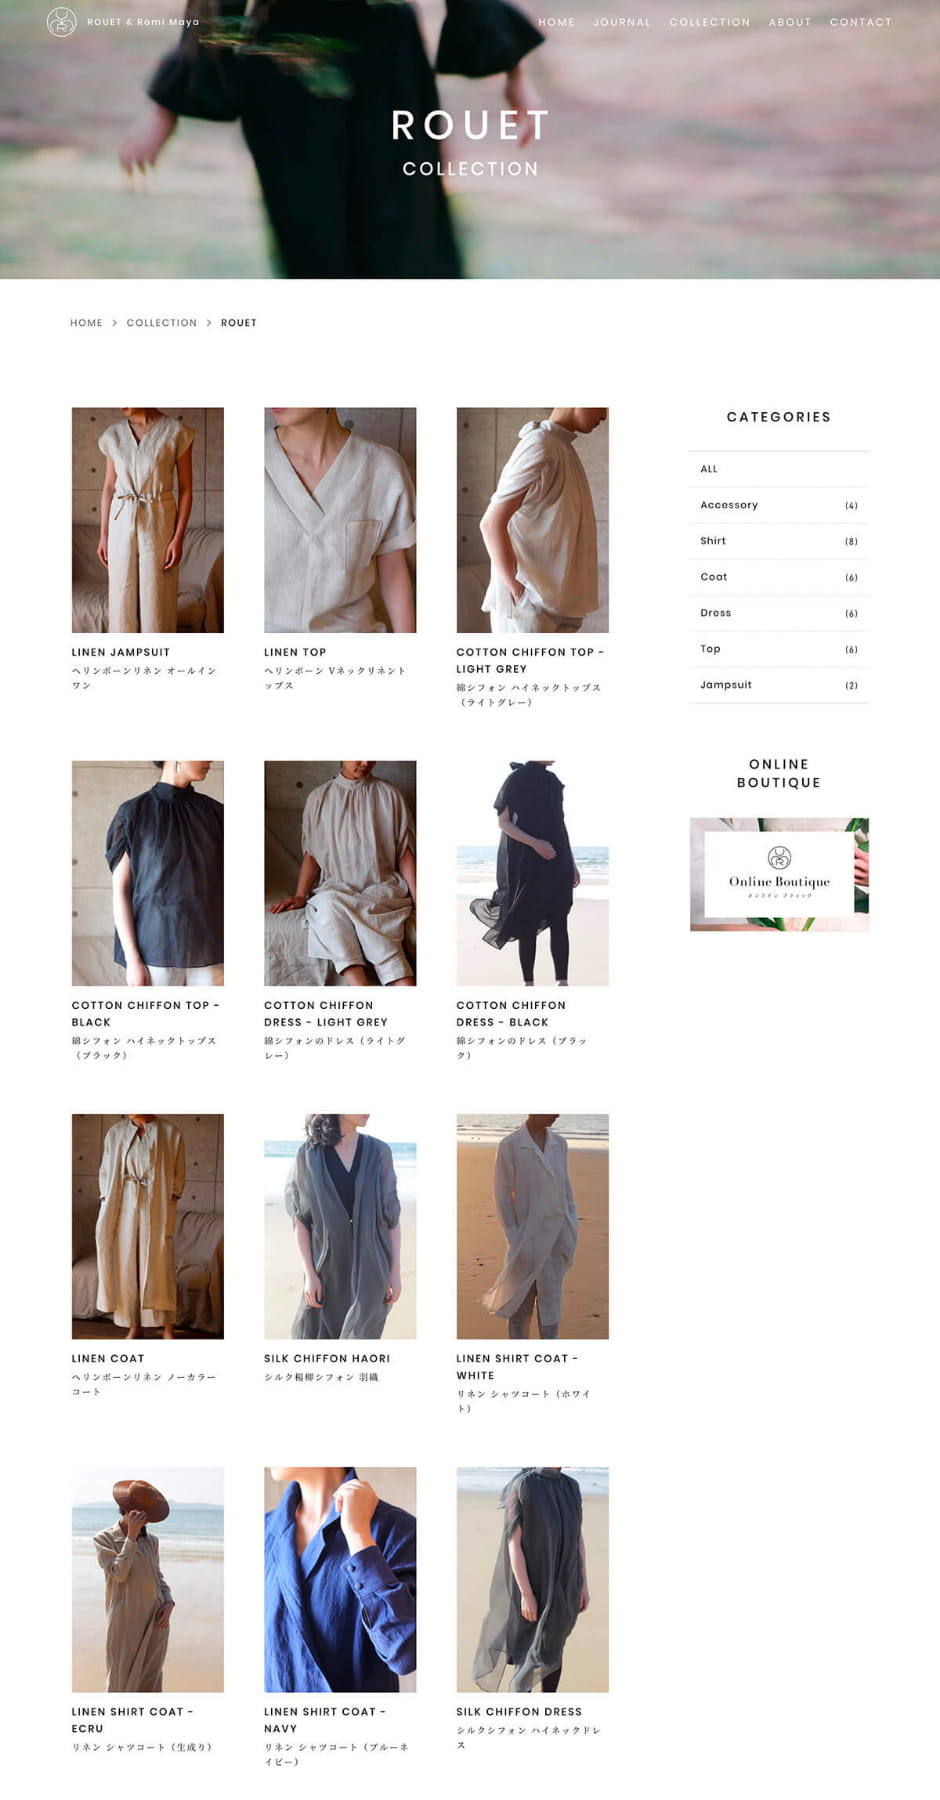 ROUET & Romi Maya
HOME JOURNAL COLLECTION ABOUT CONTACT
ROUET
COLLECTION
HOME > COLLECTION > ROUET
LINEN JAMPSUIT
ヘリンボーンリネン オールイン
ワン
LINEN TOP
ヘリンボーン Vネックリネント
ップス
COTTON CHIFFON TOP -
LIGHT GREY
綿シフォン ハイネックトップス
（ライトグレー）
COTTON CHIFFON TOP -
BLACK
綿シフォン ハイネックトップス
（ブラック）
COTTON CHIFFON
DRESS - LIGHT GREY
綿シフォンのドレス（ライトグ
レー）
COTTON CHIFFON
DRESS - BLACK
綿シフォンのドレス（ブラッ
ク）
LINEN COAT
ヘリンボーンリネン ノーカラー
コート
SILK CHIFFON HAORI
シルク楊柳シフォン 羽織
LINEN SHIRT COAT -
WHITE
リネン シャツコート（ホワイ
ト）
LINEN SHIRT COAT -
ECRU
リネン シャツコート（生成り）
LINEN SHIRT COAT -
NAVY
リネン シャツコート（ブルーネ
イビー）
SILK CHIFFON DRESS
シルクシフォン ハイネックドレ
ス
CATEGORIES
ALL
Accessory (4)
Shirt (8)
Coat (6)
Dress (6)
Top (6)
Jampsuit (2)
ONLINE
BOUTIQUE
Online Boutique
オンライン ブティック